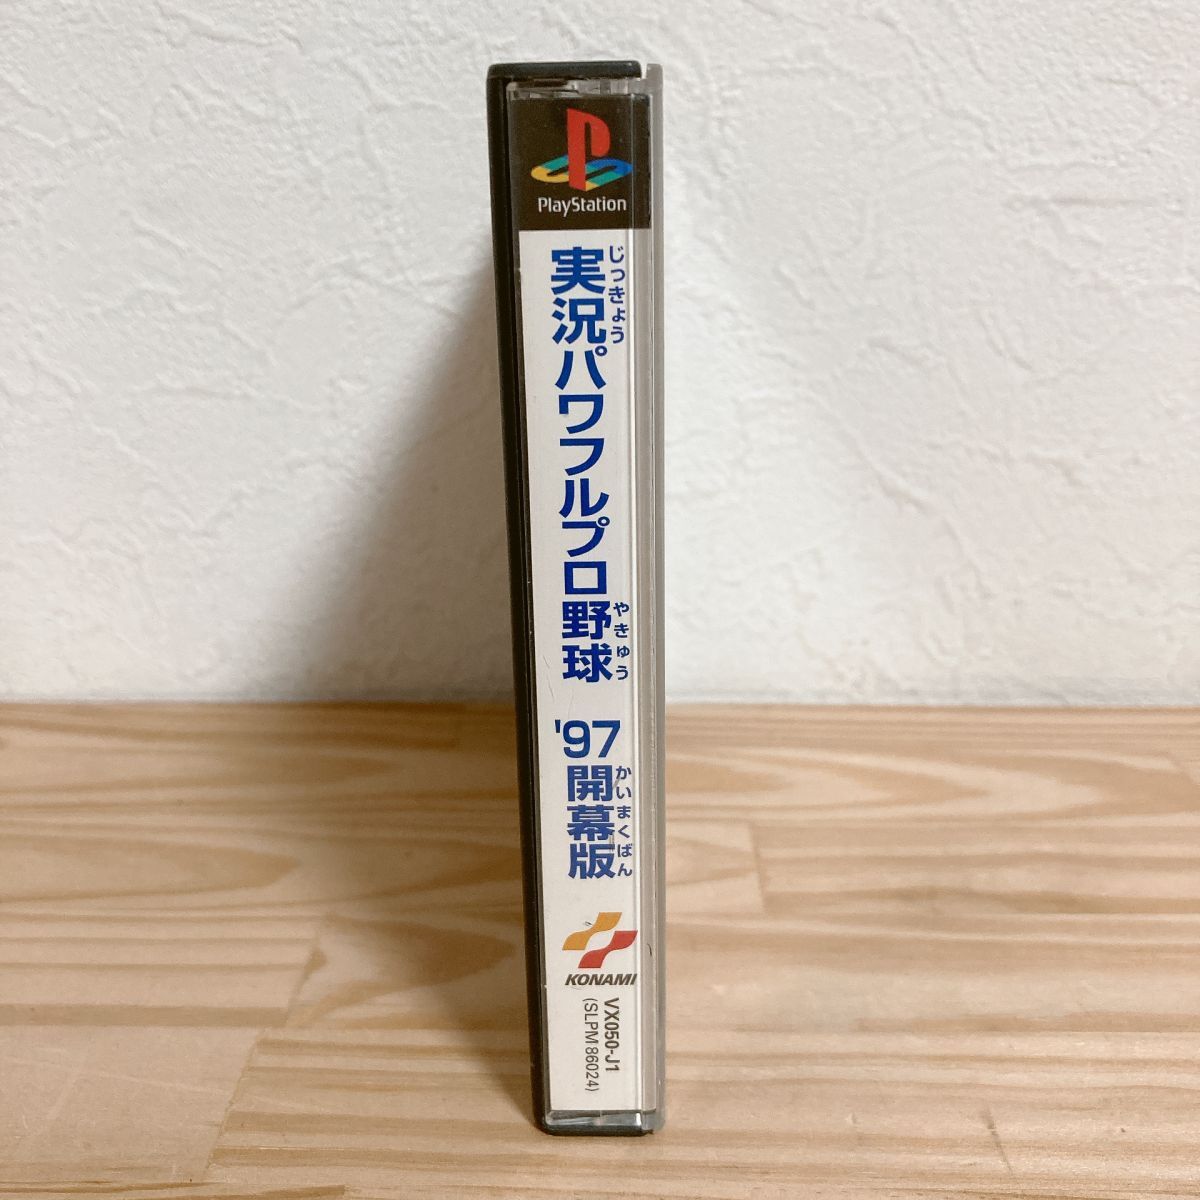 PlayStation
実況パワフルプロ野球 '97
じっきょう
やきゅう
開幕版
かいまくばん
KONAMI
VX050-J1
(SLPM 86024)